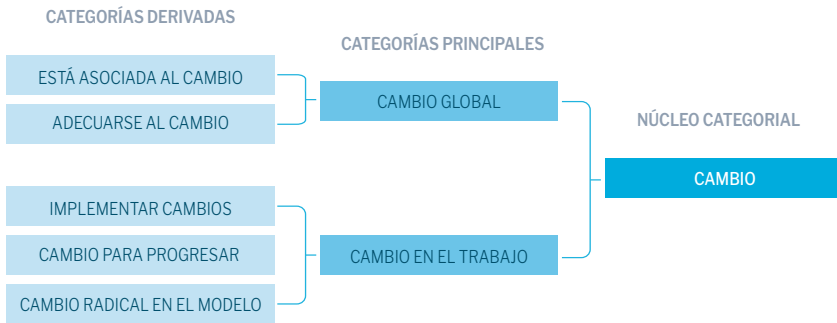 CATEGORÍAS DERIVADAS
ESTÁ ASOCIADA AL CAMBIO
ADECUARSE AL CAMBIO
IMPLEMENTAR CAMBIOS
CAMBIO PARA PROGRESAR
CAMBIO RADICAL EN EL MODELO
CATEGORÍAS PRINCIPALES
CAMBIO GLOBAL
CAMBIO EN EL TRABAJO
NÚCLEO CATEGORIAL
CAMBIO